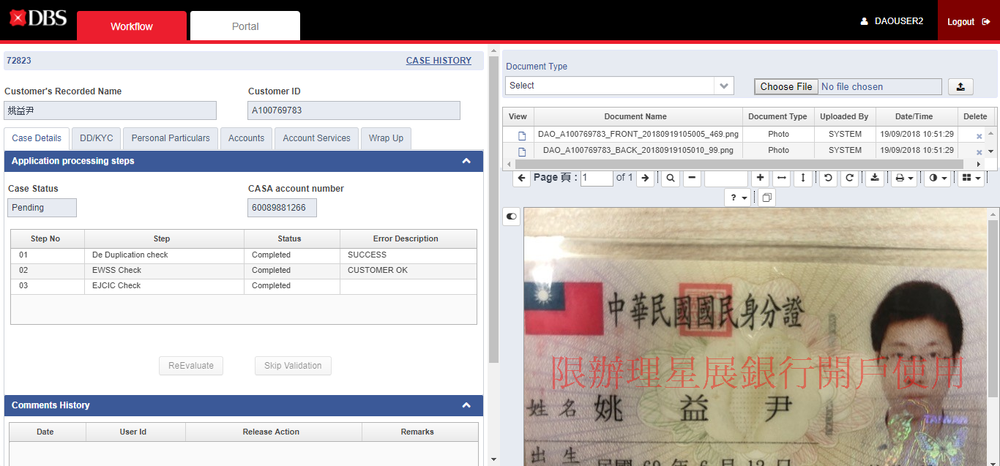 DBS
Workflow
Portal
DAOUSER2
Logout
72823
CASE HISTORY
Customer's Recorded Name
Customer ID
姚益尹
A100769783
Case Details
DD/KYC
Personal Particulars
Accounts
Account Services
Wrap Up
Application processing steps
Case Status
CASA account number
Pending
60089881266
Step No Step Status Error Description
01 De Duplication check Completed SUCCESS
02 EWSS Check Completed CUSTOMER OK
03 EJCIC Check Completed
ReEvaluate
Skip Validation
Comments History
Date User Id Release Action Remarks
Document Type
Select
Choose File No file chosen
View Document Name Document Type Uploaded By Date/Time Delete
DAO_A100769783_FRONT_20180919105005_469.png Photo SYSTEM 19/09/2018 10:51:29
DAO_A100769783_BACK_20180919105010_99.png Photo SYSTEM 19/09/2018 10:51:29
Page 頁 : 1 of 1
?
中華民國國民身分證
限辦理星展銀行開戶使用
姓名 姚益尹
出生